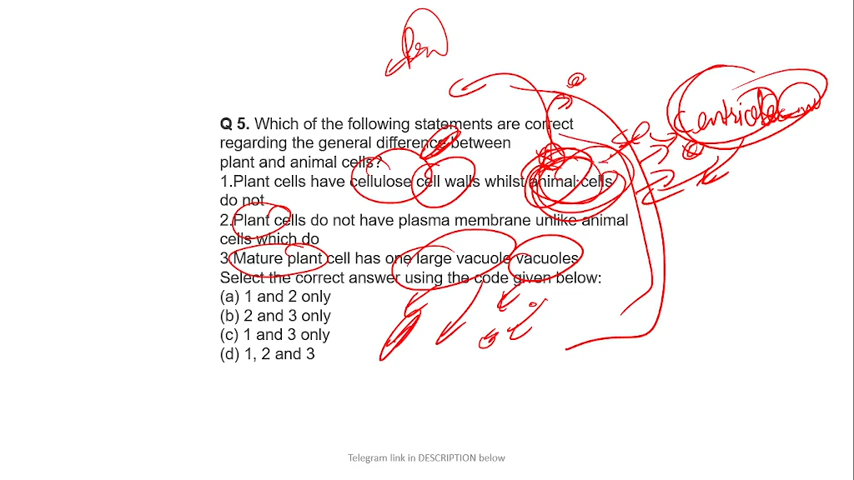 Centriole
Q 5. Which of the following statements are correct
regarding the general difference between
plant and animal cells?
1.Plant cells have cellulose cell walls whilst animal cells
do not
2.Plant cells do not have plasma membrane unlike animal
cells which do
3.Mature plant cell has one large vacuole vacuoles
Select the correct answer using the code given below:
(a) 1 and 2 only
(b) 2 and 3 only
(c) 1 and 3 only
(d) 1, 2 and 3
Telegram link in DESCRIPTION below